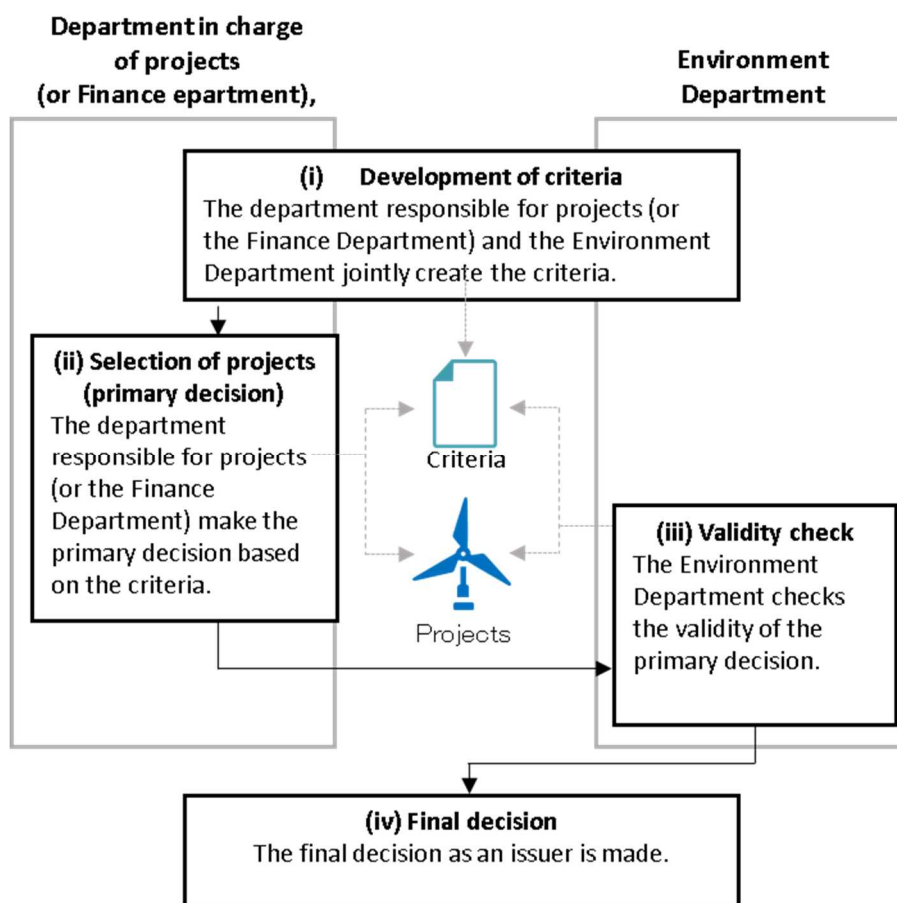 Department in charge
of projects
(or Finance epartment),
Environment
Department
(i) Development of criteria
The department responsible for projects (or
the Finance Department) and the Environment
Department jointly create the criteria.
(ii) Selection of projects
(primary decision)
The department
responsible for projects
(or the Finance
Department) make the
primary decision based
on the criteria.
Criteria
Projects
(iii) Validity check
The Environment
Department checks
the validity of the
primary decision.
(iv) Final decision
The final decision as an issuer is made.